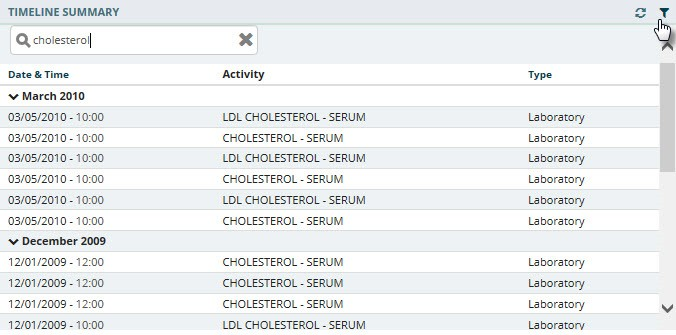 TIMELINE SUMMARY
cholesterol
Date & Time Activity Type
March 2010
03/05/2010 - 10:00 LDL CHOLESTEROL - SERUM Laboratory
03/05/2010 - 10:00 CHOLESTEROL - SERUM Laboratory
03/05/2010 - 10:00 LDL CHOLESTEROL - SERUM Laboratory
03/05/2010 - 10:00 CHOLESTEROL - SERUM Laboratory
03/05/2010 - 10:00 LDL CHOLESTEROL - SERUM Laboratory
03/05/2010 - 10:00 CHOLESTEROL - SERUM Laboratory
December 2009
12/01/2009 - 12:00 CHOLESTEROL - SERUM Laboratory
12/01/2009 - 12:00 CHOLESTEROL - SERUM Laboratory
12/01/2009 - 12:00 CHOLESTEROL - SERUM Laboratory
12/01/2009 - 10:00 LDL CHOLESTEROL - SERUM Laboratory